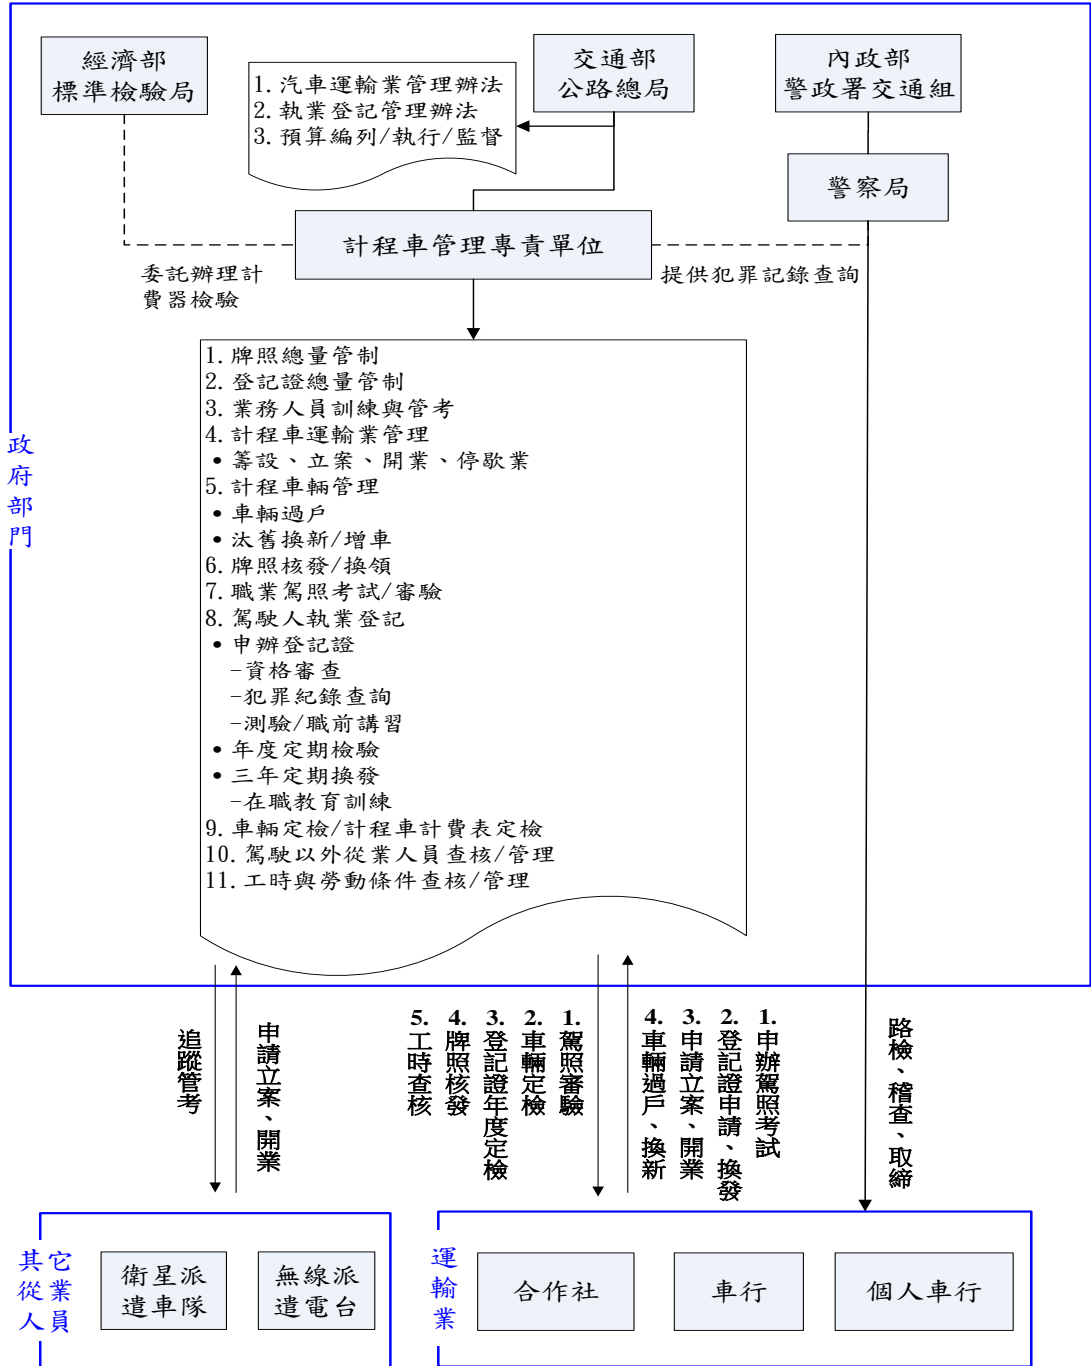 經濟部
標準檢驗局
1. 汽車運輸業管理辦法
2. 執業登記管理辦法
3. 預算編列/執行/監督
交通部
公路總局
內政部
警政署交通組
警察局
計程車管理專責單位
委託辦理計
費器檢驗
提供犯罪記錄查詢
1. 牌照總量管制
2. 登記證總量管制
3. 業務人員訓練與管考
4. 計程車運輸業管理
• 籌設、立案、開業、停歇業
5. 計程車輛管理
• 車輛過戶
• 汰舊換新/增車
6. 牌照核發/換領
7. 職業駕照考試/審驗
8. 駕駛人執業登記
• 申辦登記證
-資格審查
-犯罪紀錄查詢
-測驗/職前講習
• 年度定期檢驗
• 三年定期換發
-在職教育訓練
9. 車輛定檢/計程車計費表定檢
10. 駕駛以外從業人員查核/管理
11. 工時與勞動條件查核/管理
政府部門
追蹤管考
申請立案、開業
1. 駕照審驗
2. 車輛定檢
3. 登記證年度定檢
4. 牌照核發
5. 工時查核
1. 申辦駕照考試
2. 登記證申請、換發
3. 申請立案、開業
4. 車輛過戶、換新
路檢、稽查、取締
其它
從業
人員
衛星派
遣車隊
無線派
遣電台
運輸業
合作社
車行
個人車行